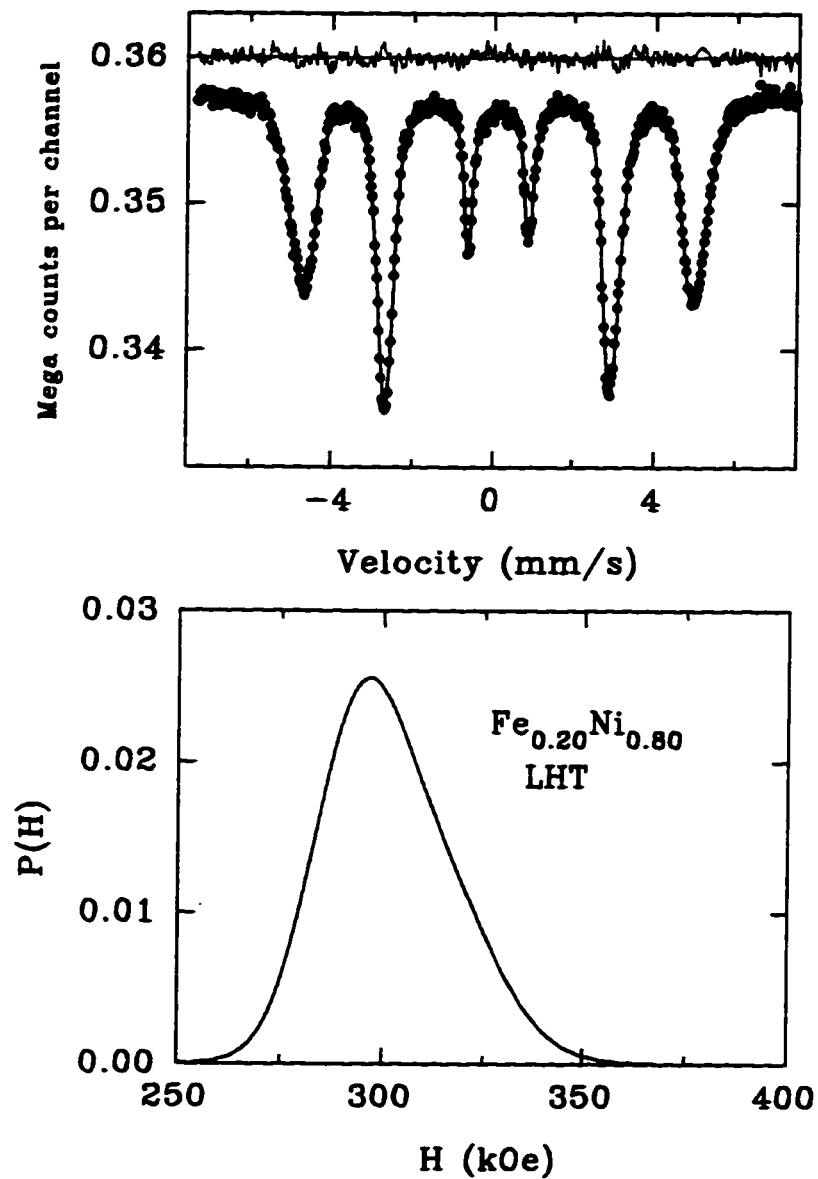 0.36
0.35
0.34
Mega counts per channel
−4 0 4
Velocity (mm/s)
0.03
0.02
0.01
0.00
P(H)
Fe0.20Ni0.80
LHT
250 300 350 400
H (kOe)